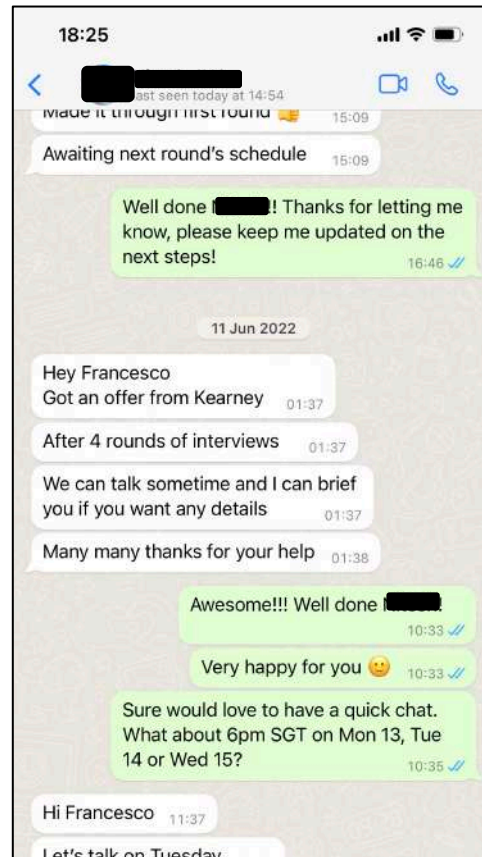 18:25
last seen today at 14:54
Made it through first round 👍
15:09
Awaiting next round's schedule
15:09
Well done !! Thanks for letting me
know, please keep me updated on the
next steps!
16:46
11 Jun 2022
Hey Francesco
Got an offer from Kearney
01:37
After 4 rounds of interviews
01:37
We can talk sometime and I can brief
you if you want any details
01:37
Many many thanks for your help
01:38
Awesome!!! Well done !
10:33
Very happy for you 🙂
10:33
Sure would love to have a quick chat.
What about 6pm SGT on Mon 13, Tue
14 or Wed 15?
10:35
Hi Francesco
11:37
Let's talk on Tuesday